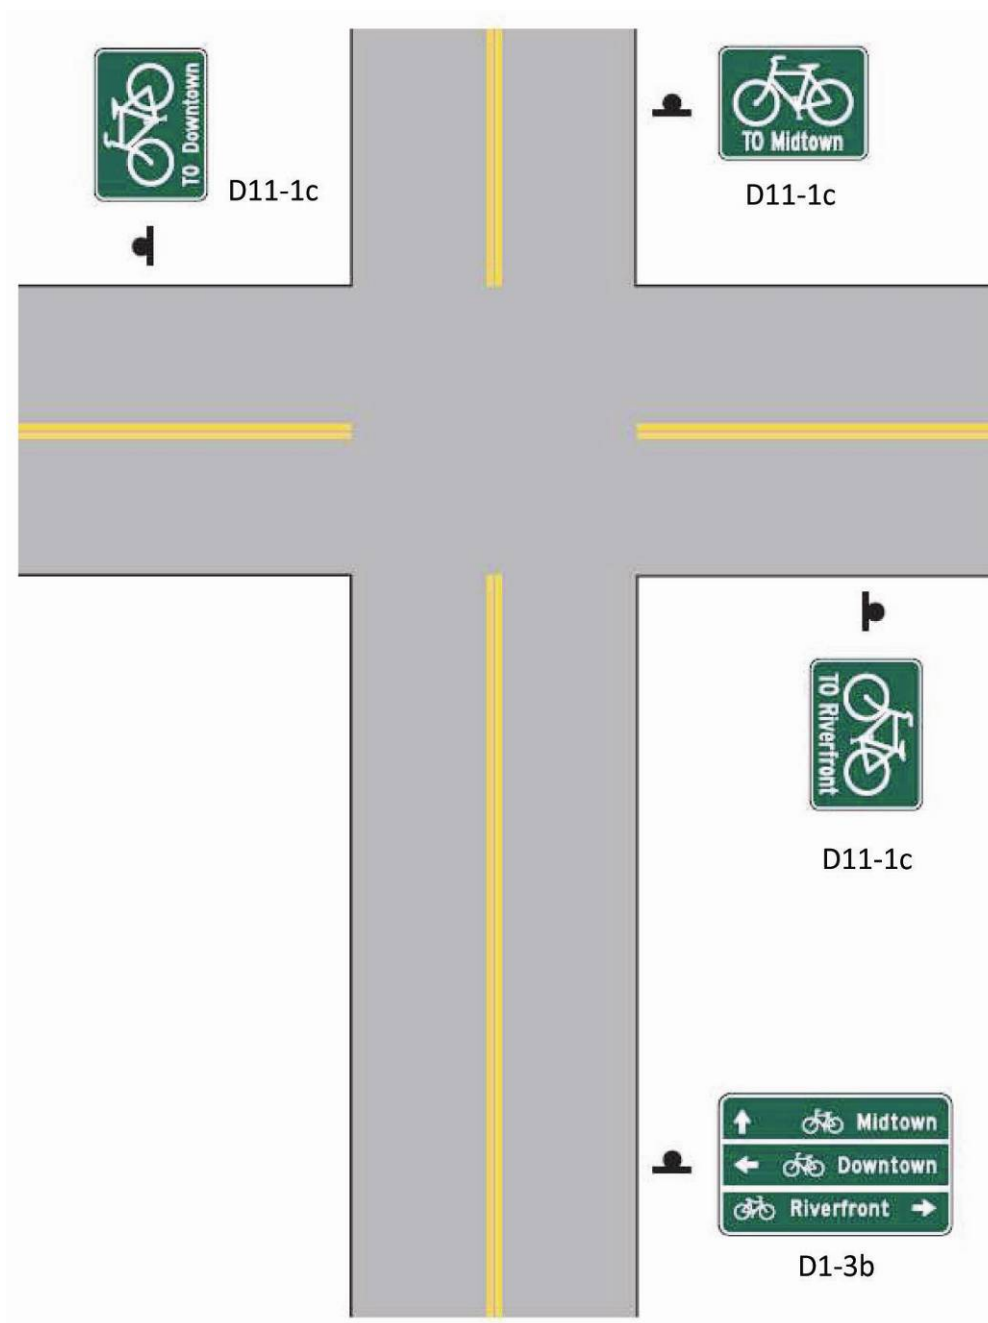 TO Downtown
D11-1c
TO Midtown
D11-1c
TO Riverfront
D11-1c
Midtown
Downtown
Riverfront
D1-3b